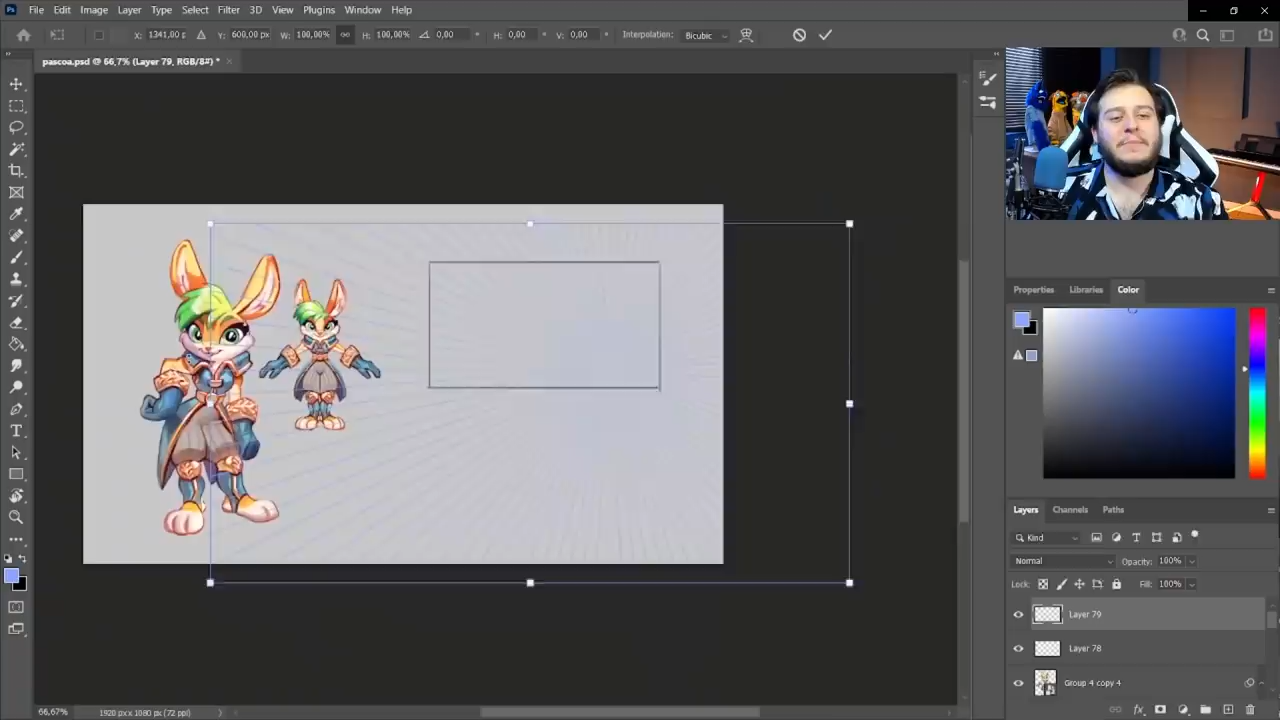 Ps File Edit Image Layer Type Select Filter 3D View Plugins Window Help
X: 1341,00 p Y: 600,00 px W: 100,00% H: 100,00% 0,00 ° H: 0,00 ° V: 0,00 ° Interpolation: Bicubic
pascoa.psd @ 66,7% (Layer 79, RGB/8#) * ×
Properties Libraries Color
Layers Channels Paths
Kind
Normal Opacity: 100%
Lock: Fill: 100%
Layer 79
Layer 78
Group 4 copy 4
66,67% 1920 px x 1080 px (72 ppi)